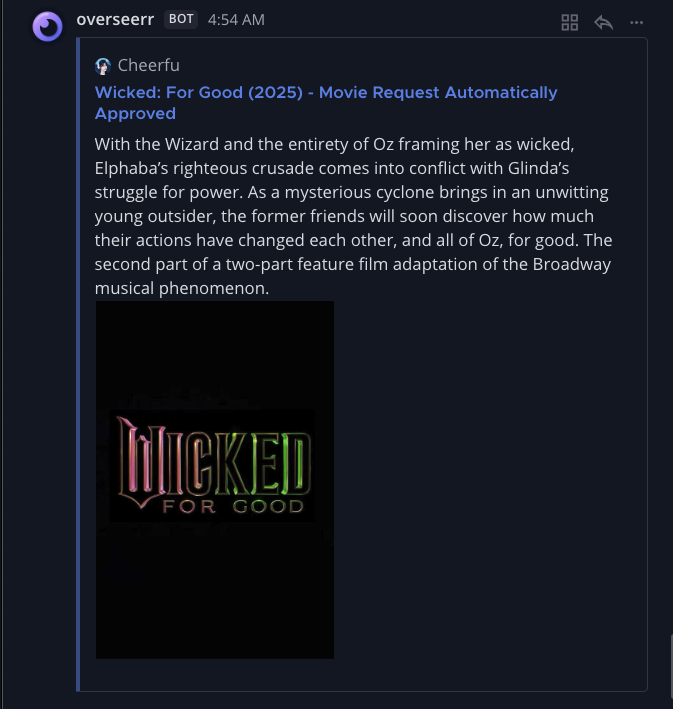 overseerr BOT 4:54 AM
Cheerfu
Wicked: For Good (2025) - Movie Request Automatically
Approved
With the Wizard and the entirety of Oz framing her as wicked,
Elphaba’s righteous crusade comes into conflict with Glinda’s
struggle for power. As a mysterious cyclone brings in an unwitting
young outsider, the former friends will soon discover how much
their actions have changed each other, and all of Oz, for good. The
second part of a two-part feature film adaptation of the Broadway
musical phenomenon.
WICKED
FOR GOOD